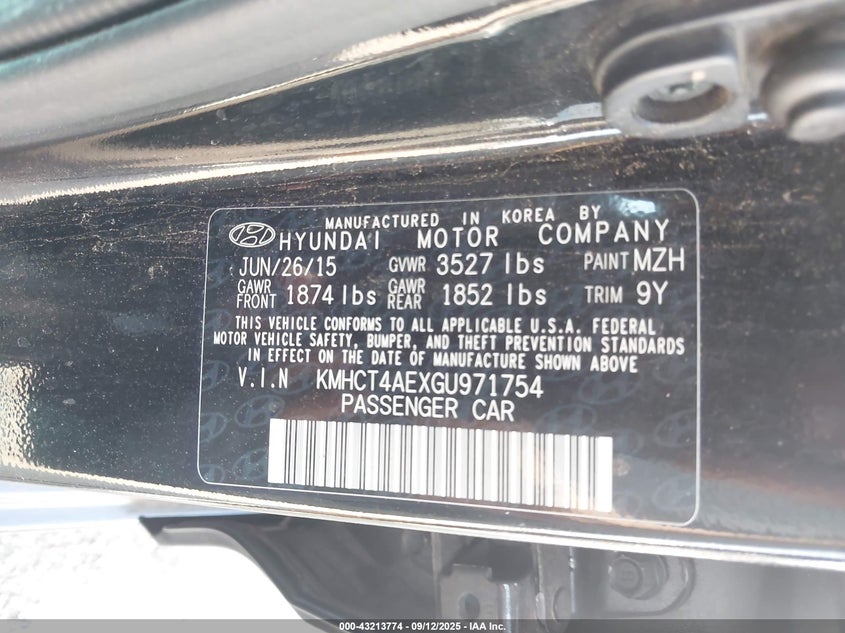 MANUFACTURED IN KOREA BY
HYUNDAI MOTOR COMPANY
JUN/26/15 GVWR 3527 lbs PAINT MZH
GAWR FRONT 1874 lbs GAWR REAR 1852 lbs TRIM 9Y
THIS VEHICLE CONFORMS TO ALL APPLICABLE U.S.A. FEDERAL
MOTOR VEHICLE SAFETY, BUMPER, AND THEFT PREVENTION STANDARDS
IN EFFECT ON THE DATE OF MANUFACTURE SHOWN ABOVE
V.I.N KMHCT4AEXGU971754
PASSENGER CAR
000-43213774 - 09/12/2025 - IAA Inc.